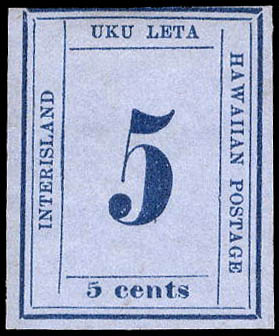 UKU LETA
INTERISLAND
5
HAWAIIAN POSTAGE
5 cents